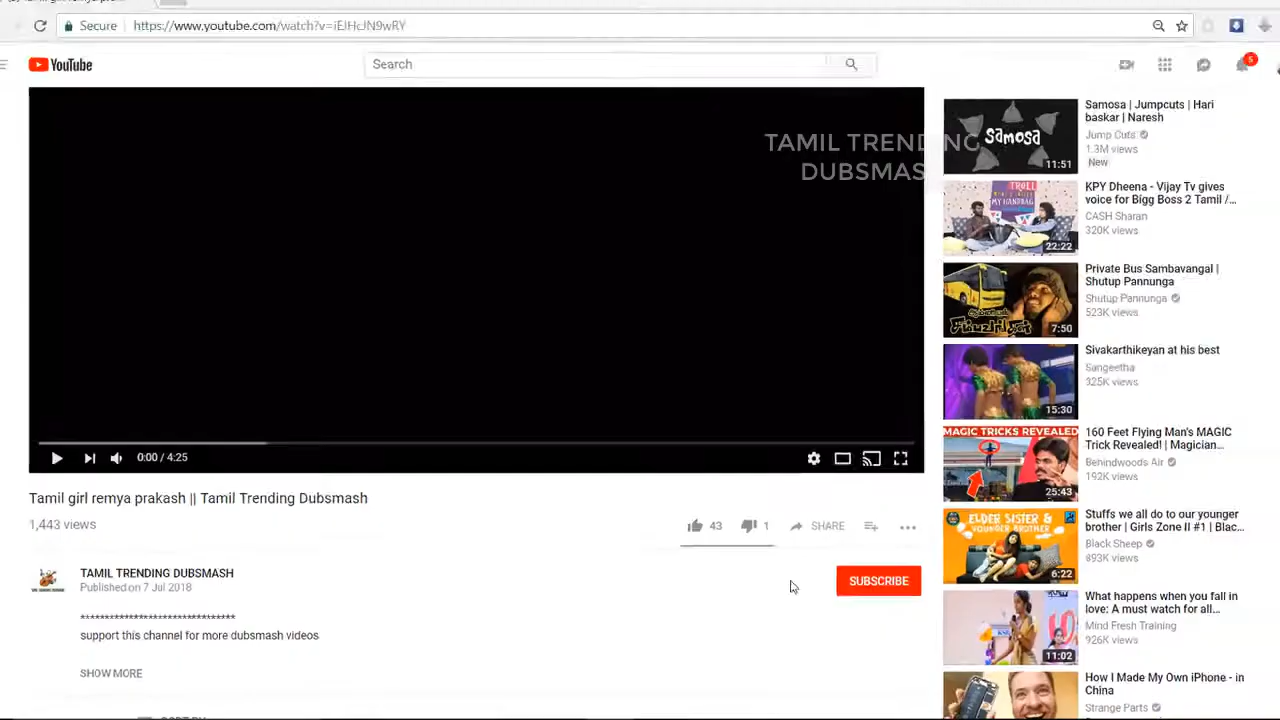 Secure
https://www.youtube.com/watch?v=iEJHcJN9wRY
YouTube
Search
5
TAMIL TRENDING
DUBSMAS
0:00 / 4:25
Tamil girl remya prakash || Tamil Trending Dubsmash
1,443 views
43
1
SHARE
TAMIL TRENDING DUBSMASH
Published on 7 Jul 2018
SUBSCRIBE
*******************************
support this channel for more dubsmash videos
SHOW MORE
Samosa
11:51
Samosa | Jumpcuts | Hari
baskar | Naresh
Jump Cuts
1.3M views
New
TROLL
MY HANDBAG
22:22
KPY Dheena - Vijay Tv gives
voice for Bigg Boss 2 Tamil /...
CASH Sharan
320K views
7:50
Private Bus Sambavangal |
Shutup Pannunga
Shutup Pannunga
523K views
15:30
Sivakarthikeyan at his best
Sangeetha
325K views
MAGIC TRICKS REVEALED
25:43
160 Feet Flying Man's MAGIC
Trick Revealed! | Magician...
Behindwoods Air
192K views
ELDER SISTER &
YOUNGER BROTHER
6:22
Stuffs we all do to our younger
brother | Girls Zone II #1 | Blac...
Black Sheep
893K views
11:02
What happens when you fall in
love: A must watch for all...
Mind Fresh Training
926K views
How I Made My Own iPhone - in
China
Strange Parts